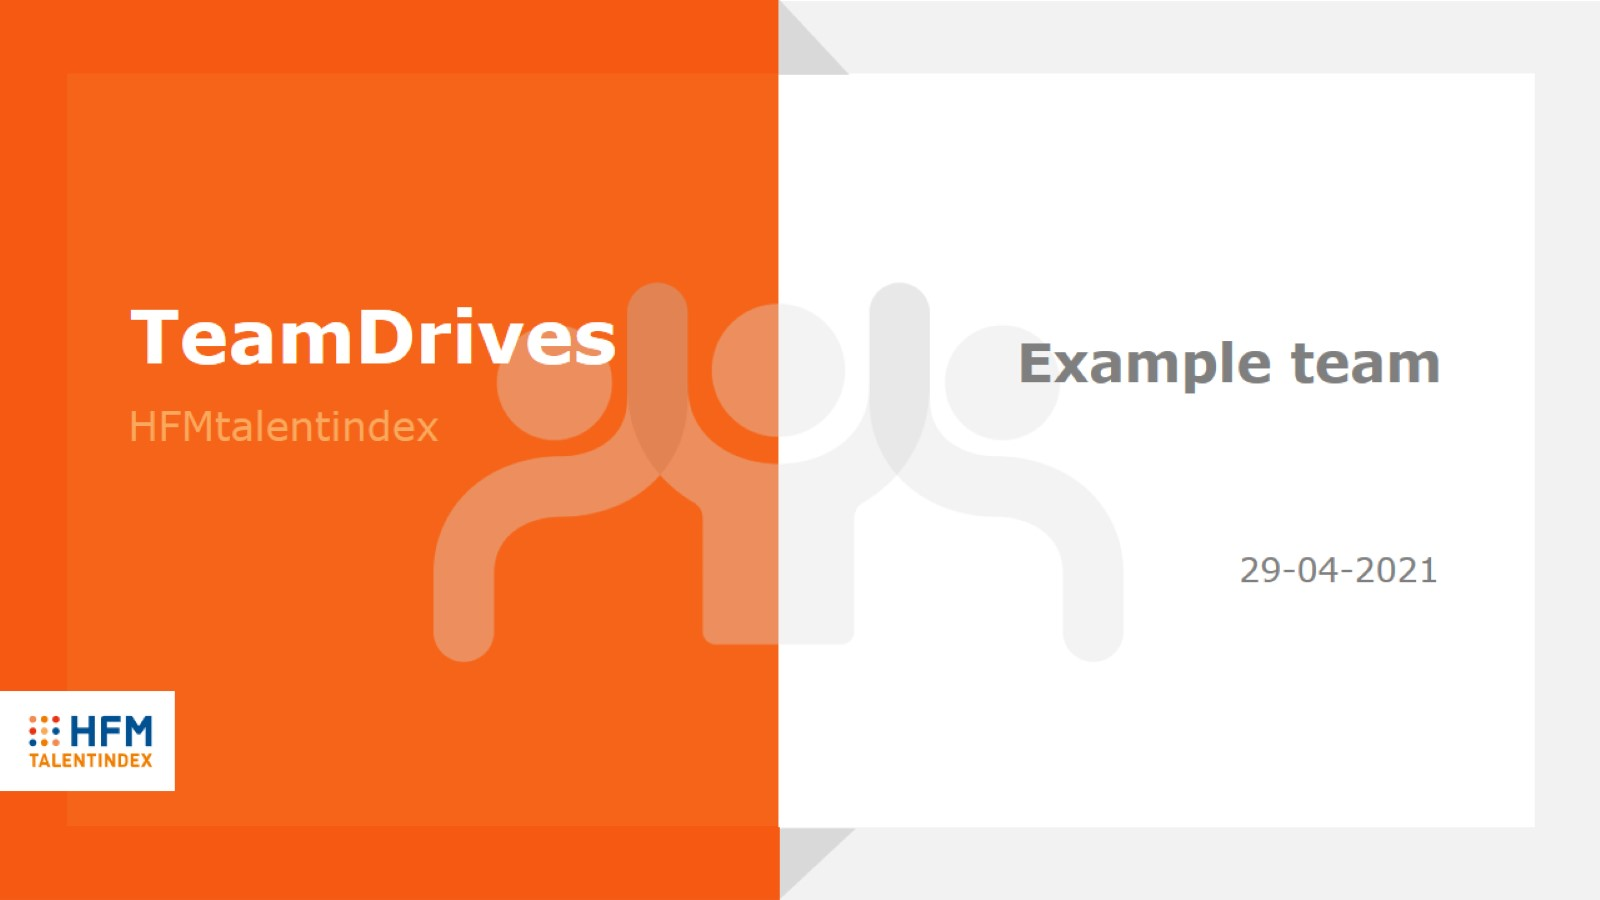 TeamDrives
HFMtalentindex
Example team
29-04-2021
HFM
TALENTINDEX